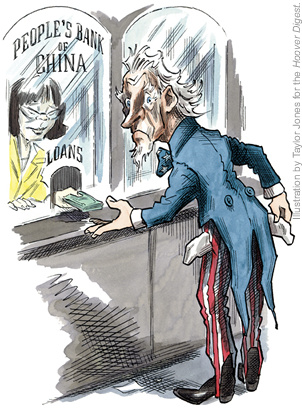 PEOPLE'S BANK
OF
CHINA
LOANS
Illustration by Taylor Jones for the Hoover Digest.